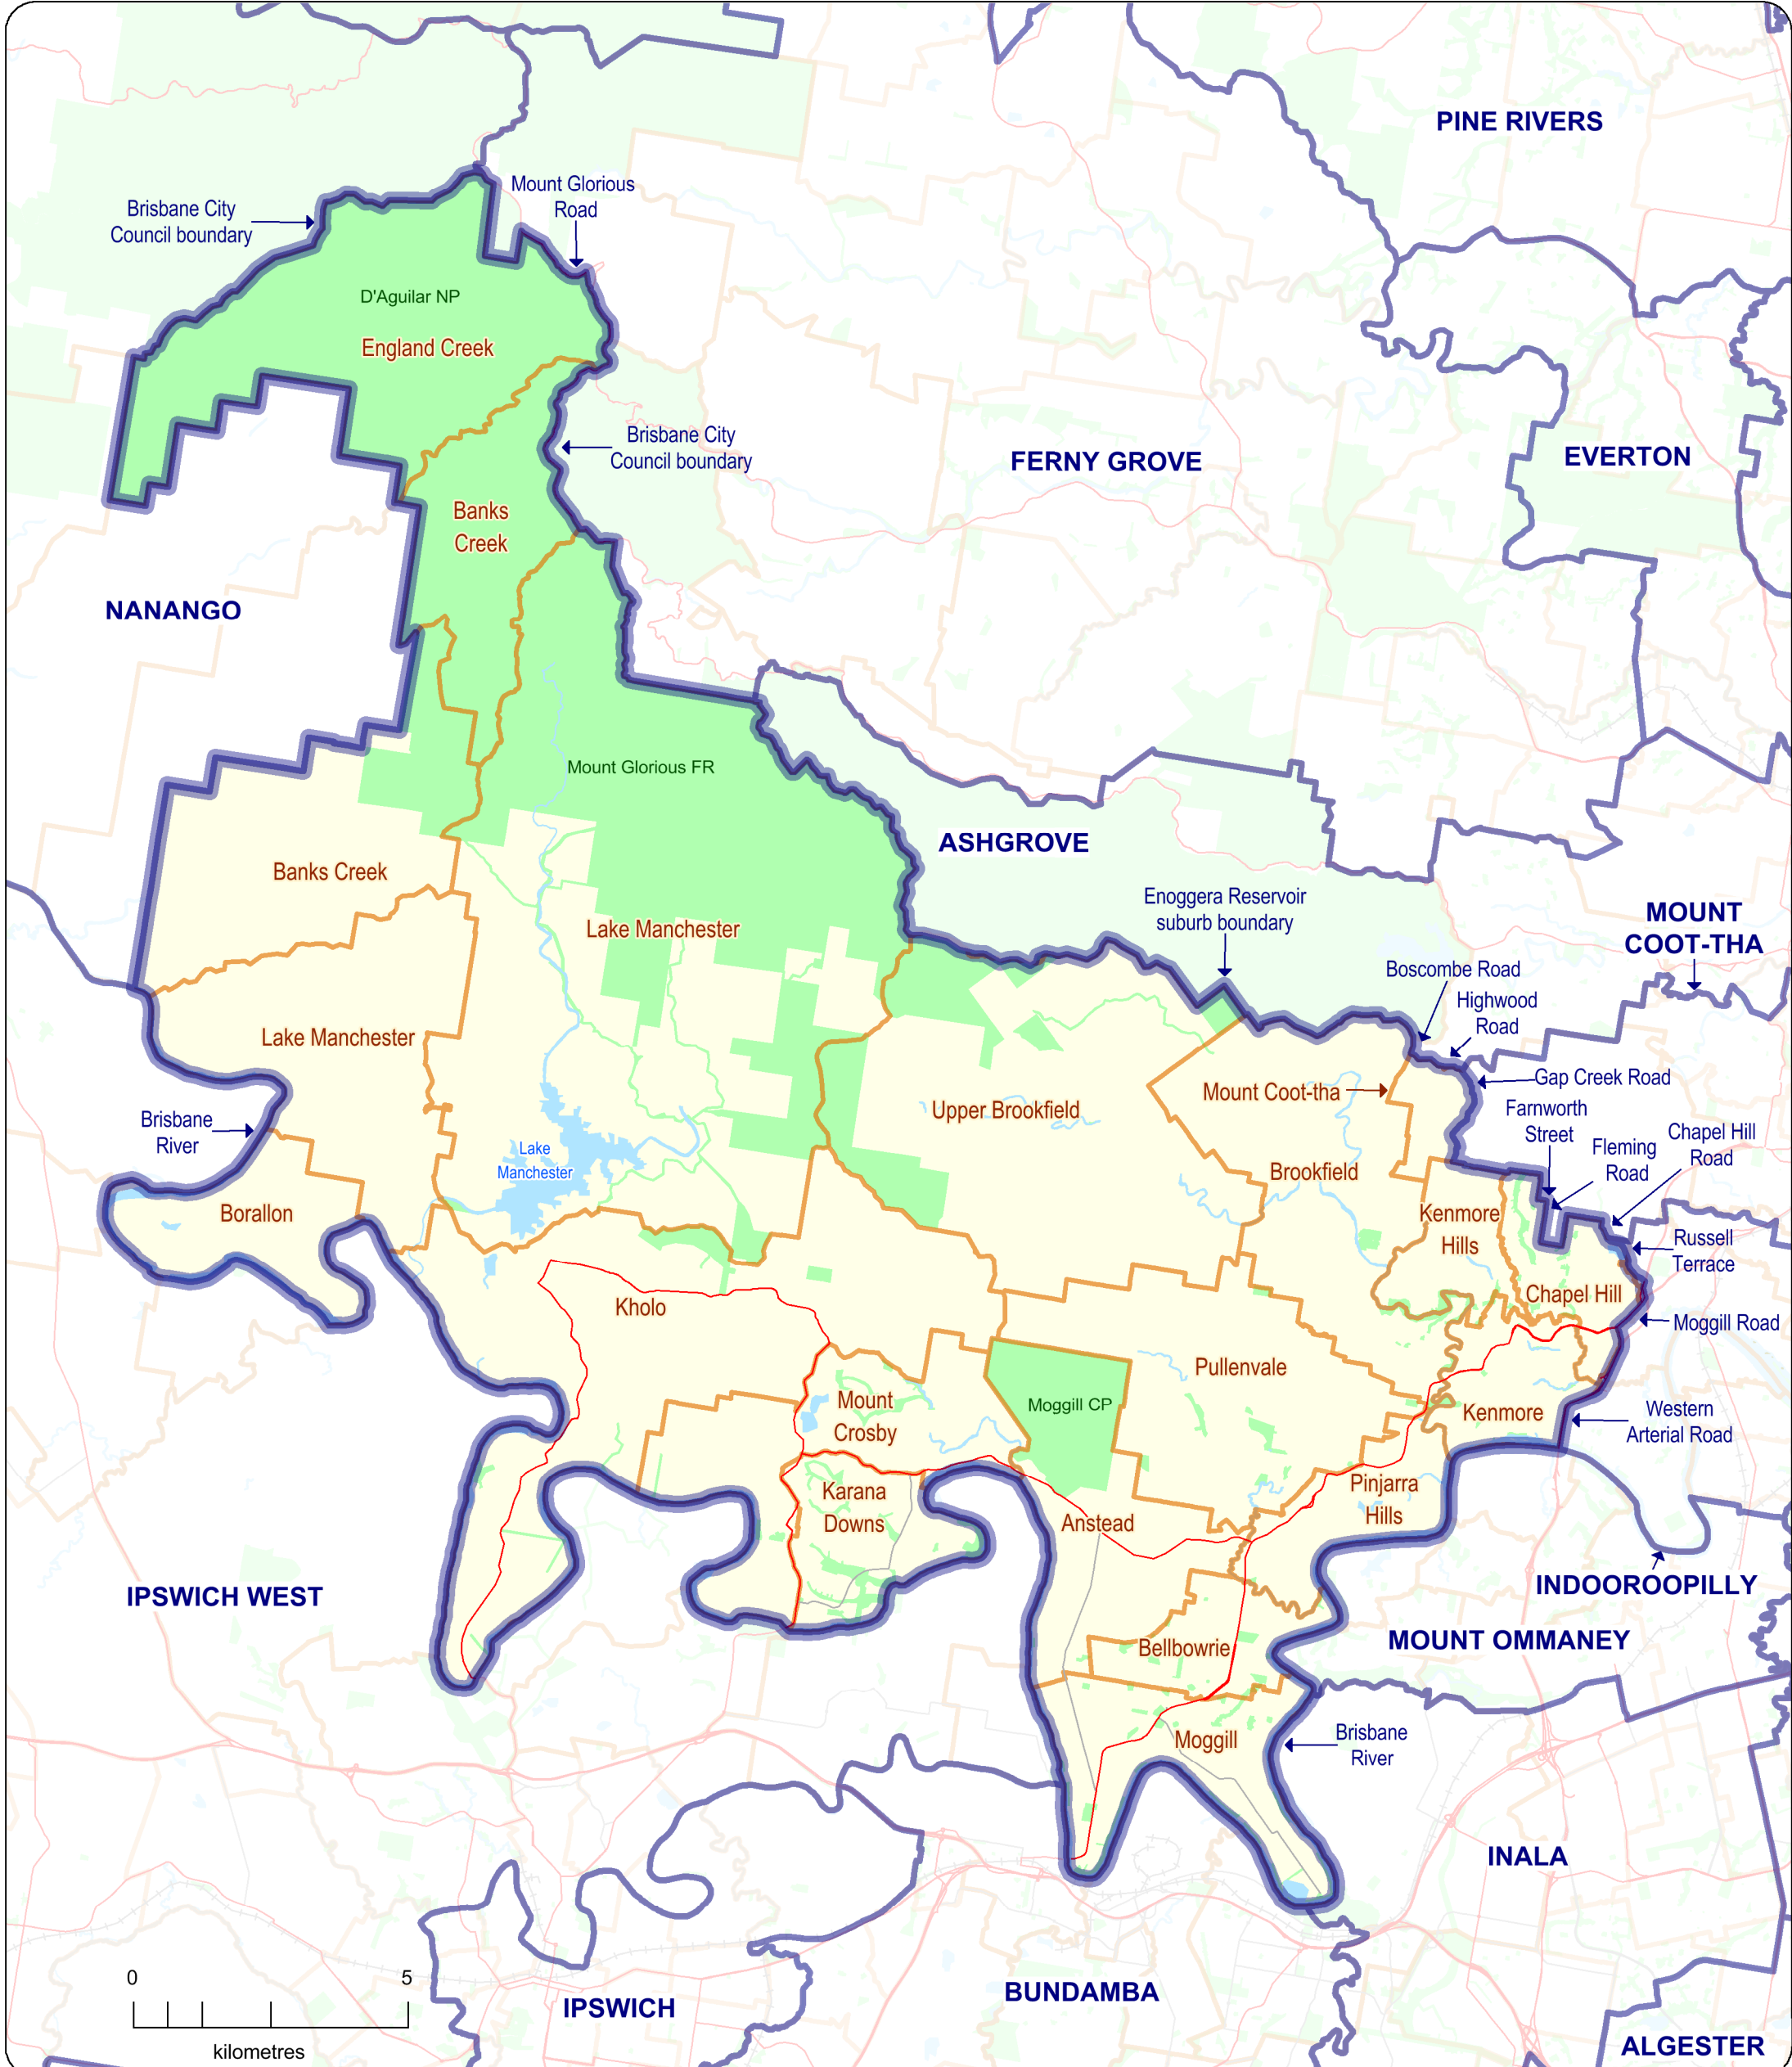 PINE RIVERS
Mount Glorious
Road
Brisbane City
Council boundary
D'Aguilar NP
England Creek
Brisbane City
Council boundary
FERNY GROVE
EVERTON
Banks
Creek
NANANGO
Mount Glorious FR
ASHGROVE
Banks Creek
Enoggera Reservoir
suburb boundary
MOUNT
COOT-THA
Lake Manchester
Boscombe Road
Highwood
Road
Lake Manchester
Gap Creek Road
Mount Coot-tha
Upper Brookfield
Farnworth
Street
Brisbane
River
Fleming
Road
Chapel Hill
Road
Lake
Manchester
Brookfield
Borallon
Kenmore
Hills
Russell
Terrace
Chapel Hill
Kholo
Moggill Road
Pullenvale
Mount
Crosby
Moggill CP
Kenmore
Western
Arterial Road
Karana
Downs
Pinjarra
Hills
Anstead
IPSWICH WEST
INDOOROOPILLY
MOUNT OMMANEY
Bellbowrie
Moggill
Brisbane
River
INALA
0 5
kilometres
IPSWICH
BUNDAMBA
ALGESTER